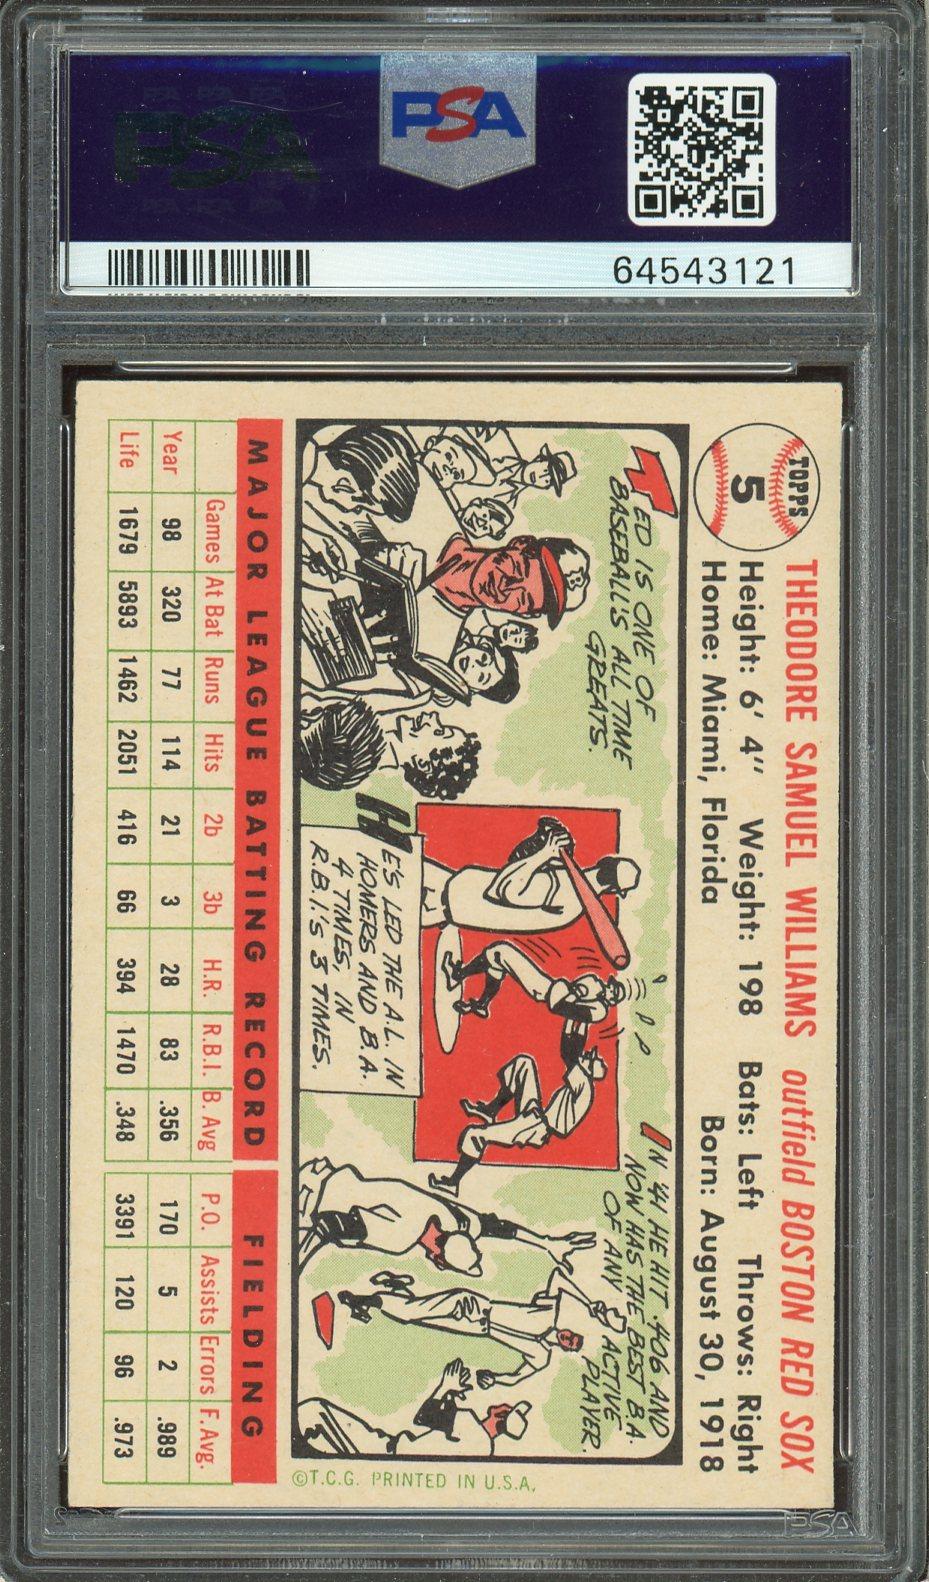 PSA
PSA
64543121
TOPPS
5
THEODORE SAMUEL WILLIAMS outfield BOSTON RED SOX
Height: 6' 4" Weight: 198 Bats: Left Throws: Right
Home: Miami, Florida Born: August 30, 1918
TED IS ONE OF
BASEBALL'S ALL TIME
GREATS.
B
HE'S LED THE A.L. IN
HOMERS AND B.A.
4 TIMES, IN
R.B.I.'S 3 TIMES.
IN '41 HE HIT .406 AND
NOW HAS THE BEST B.A.
OF ANY ACTIVE
PLAYER.
MAJOR LEAGUE BATTING RECORD FIELDING
Games At Bat Runs Hits 2b 3b H.R. R.B.I. B. Avg P.O. Assists Errors F. Avg.
Year 98 320 77 114 21 3 28 83 .356 170 5 2 .989
Life 1679 5893 1462 2051 416 66 394 1470 .348 3391 120 96 .973
©T.C.G. PRINTED IN U.S.A.
PSA